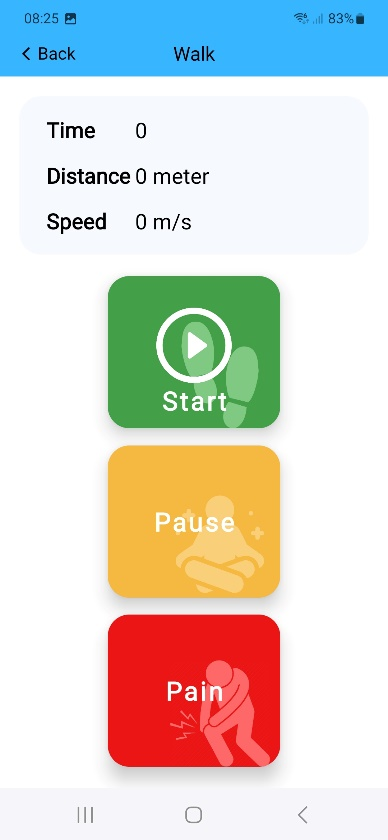 08:25 83%
Back Walk
Time 0
Distance 0 meter
Speed 0 m/s
Start
Pause
Pain